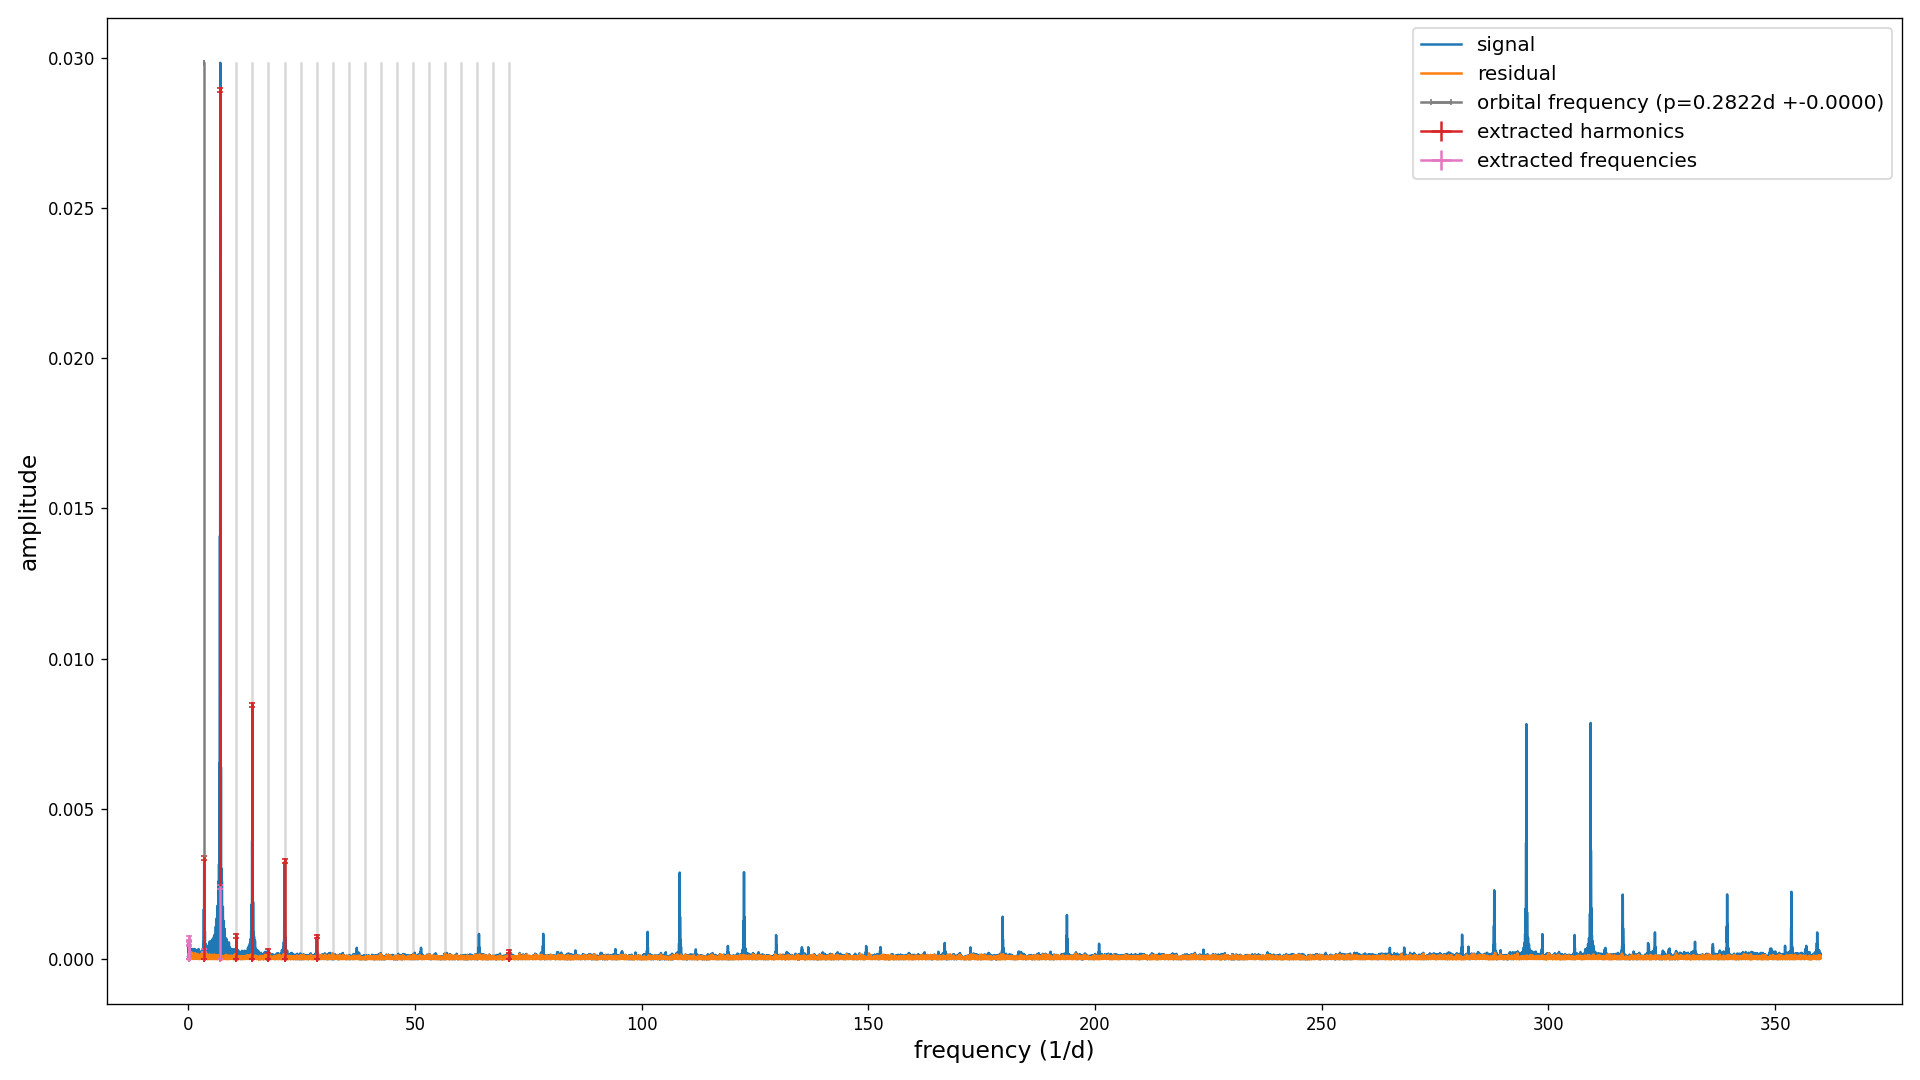 signal
residual
orbital frequency (p=0.2822d +-0.0000)
extracted harmonics
extracted frequencies
0.030
0.025
0.020
0.015
0.010
0.005
0.000
amplitude
0 50 100 150 200 250 300 350
frequency (1/d)